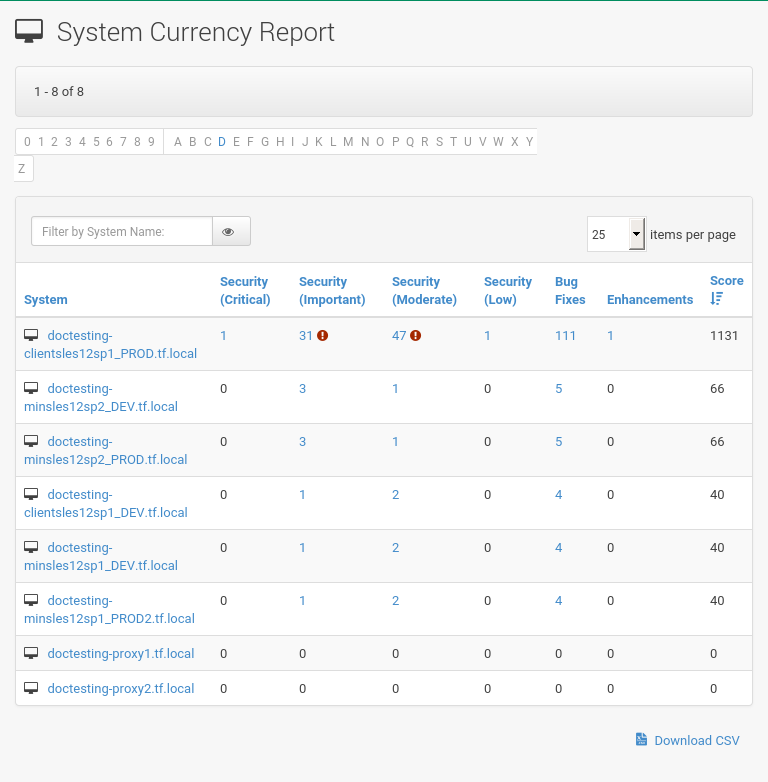 System Currency Report
1 - 8 of 8
0 1 2 3 4 5 6 7 8 9 A B C D E F G H I J K L M N O P Q R S T U V W X Y
Z
Filter by System Name:
25 items per page
System Security (Critical) Security (Important) Security (Moderate) Security (Low) Bug Fixes Enhancements Score
doctesting-clientsles12sp1_PROD.tf.local 1 31 47 1 111 1 1131
doctesting-minsles12sp2_DEV.tf.local 0 3 1 0 5 0 66
doctesting-minsles12sp2_PROD.tf.local 0 3 1 0 5 0 66
doctesting-clientsles12sp1_DEV.tf.local 0 1 2 0 4 0 40
doctesting-minsles12sp1_DEV.tf.local 0 1 2 0 4 0 40
doctesting-minsles12sp1_PROD2.tf.local 0 1 2 0 4 0 40
doctesting-proxy1.tf.local 0 0 0 0 0 0 0
doctesting-proxy2.tf.local 0 0 0 0 0 0 0
Download CSV